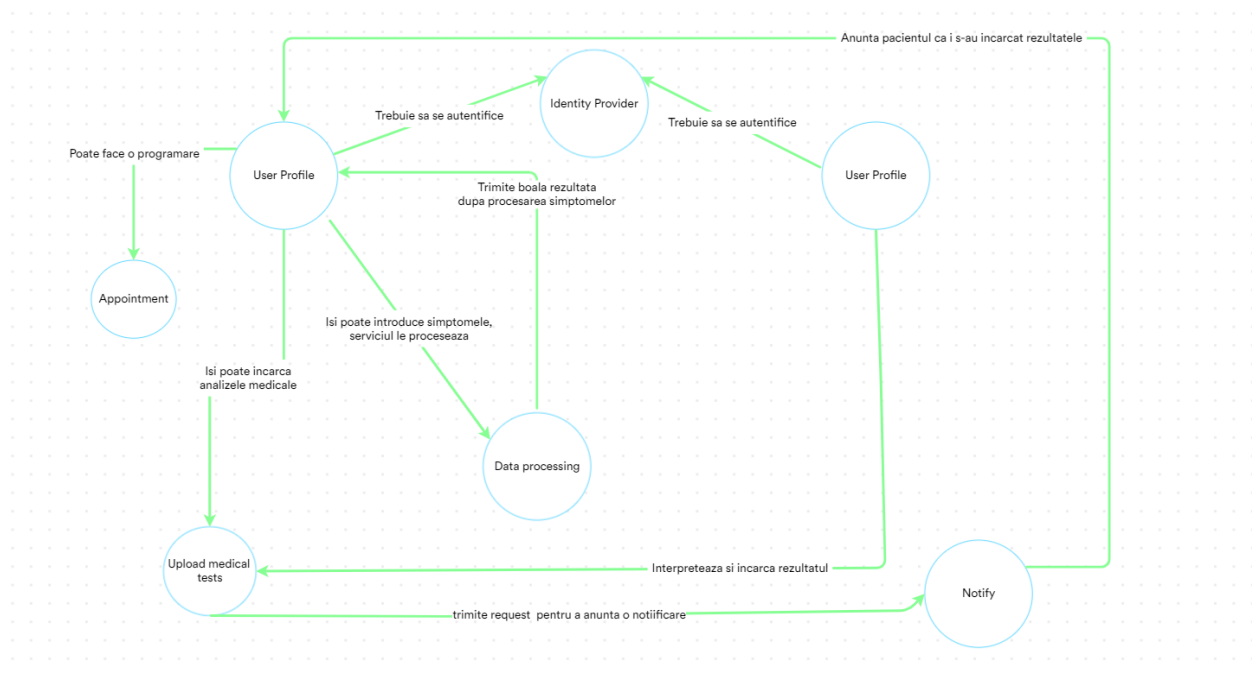 Anunta pacientul ca i s-au incarcat rezultatele
Identity Provider
Trebuie sa se autentifice
Trebuie sa se autentifice
Poate face o programare
User Profile
User Profile
Trimite boala rezultata
dupa procesarea simptomelor
Appointment
Isi poate introduce simptomele,
serviciul le proceseaza
Isi poate incarca
analizele medicale
Data processing
Upload medical
tests
Interpreteaza si incarca rezultatul
Notify
trimite request pentru a anunta o notiificare